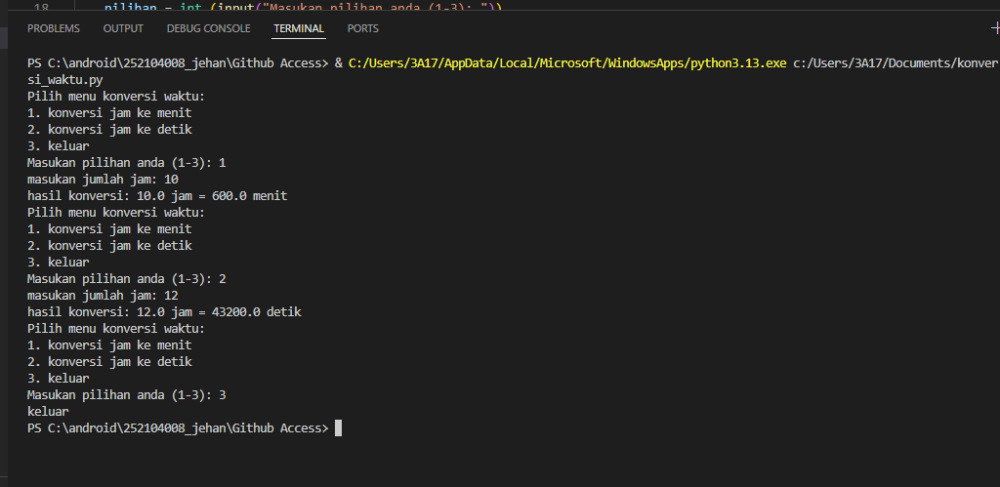 18 pilihan = int (input("Masukan pilihan anda (1-3): "))
PROBLEMS OUTPUT DEBUG CONSOLE TERMINAL PORTS
PS C:\android\252104008_jehan\Github Access> & C:/Users/3A17/AppData/Local/Microsoft/WindowsApps/python3.13.exe c:/Users/3A17/Documents/konver
si_waktu.py
Pilih menu konversi waktu:
1. konversi jam ke menit
2. konversi jam ke detik
3. keluar
Masukan pilihan anda (1-3): 1
masukan jumlah jam: 10
hasil konversi: 10.0 jam = 600.0 menit
Pilih menu konversi waktu:
1. konversi jam ke menit
2. konversi jam ke detik
3. keluar
Masukan pilihan anda (1-3): 2
masukan jumlah jam: 12
hasil konversi: 12.0 jam = 43200.0 detik
Pilih menu konversi waktu:
1. konversi jam ke menit
2. konversi jam ke detik
3. keluar
Masukan pilihan anda (1-3): 3
keluar
PS C:\android\252104008_jehan\Github Access>